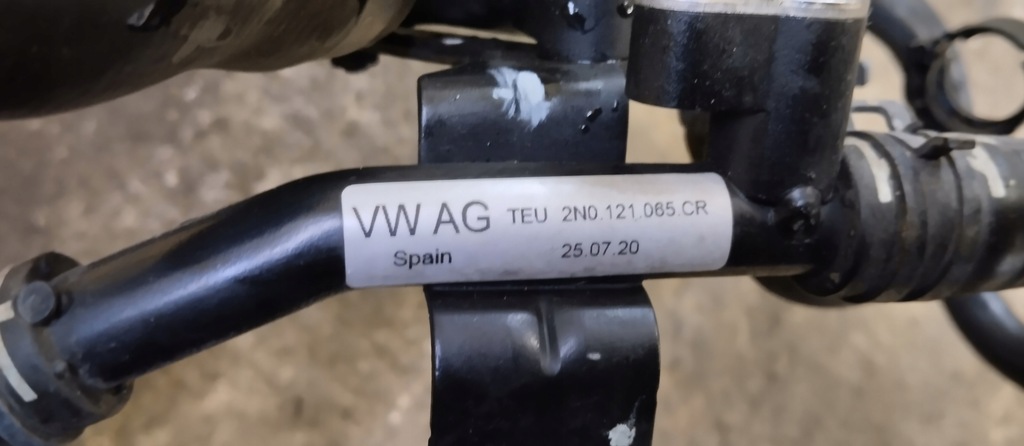 VW AG TEU 2N0.121.065.CR
Spain 25.07.20